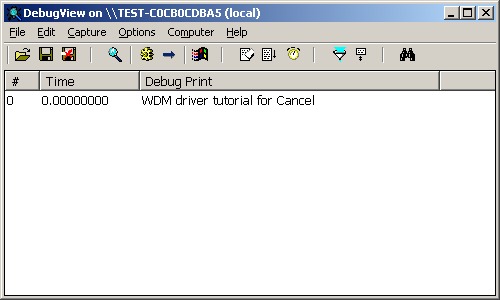 DebugView on \\TEST-C0CB0CDBA5 (local)
File Edit Capture Options Computer Help
# Time Debug Print
0 0.00000000 WDM driver tutorial for Cancel